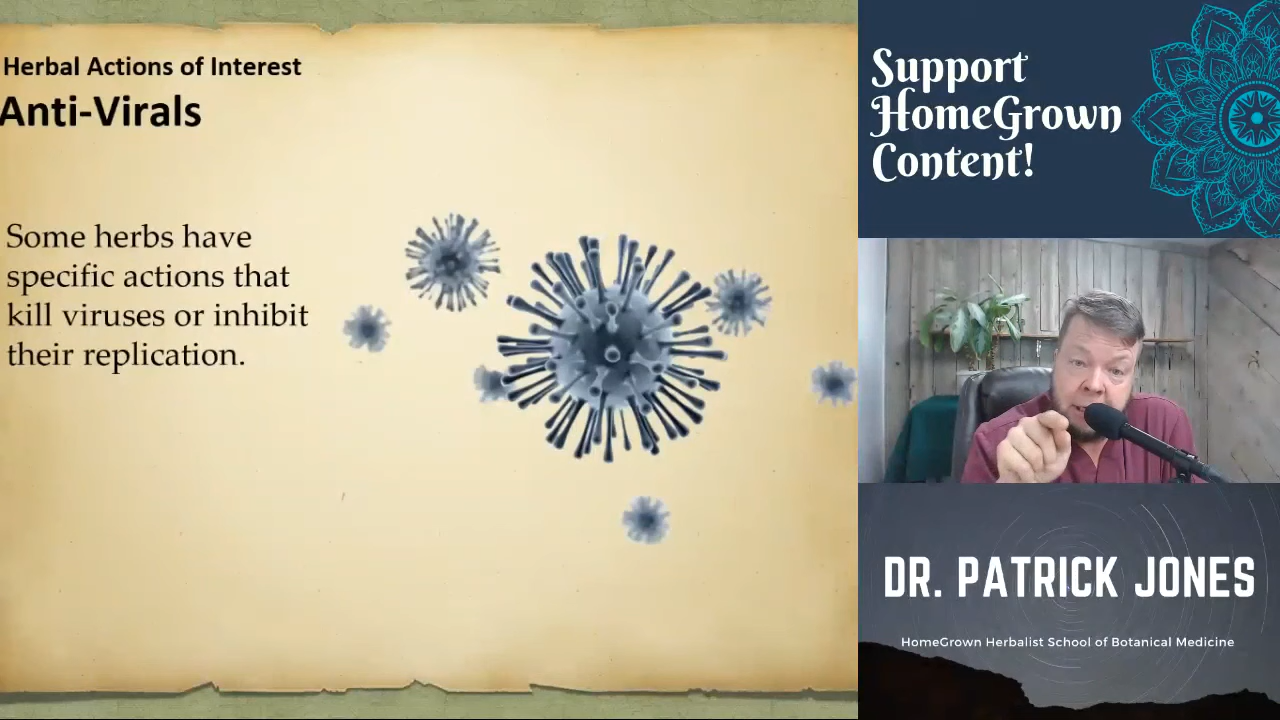 Herbal Actions of Interest
Anti-Virals
Some herbs have
specific actions that
kill viruses or inhibit
their replication.
Support
HomeGrown
Content!
DR. PATRICK JONES
HomeGrown Herbalist School of Botanical Medicine